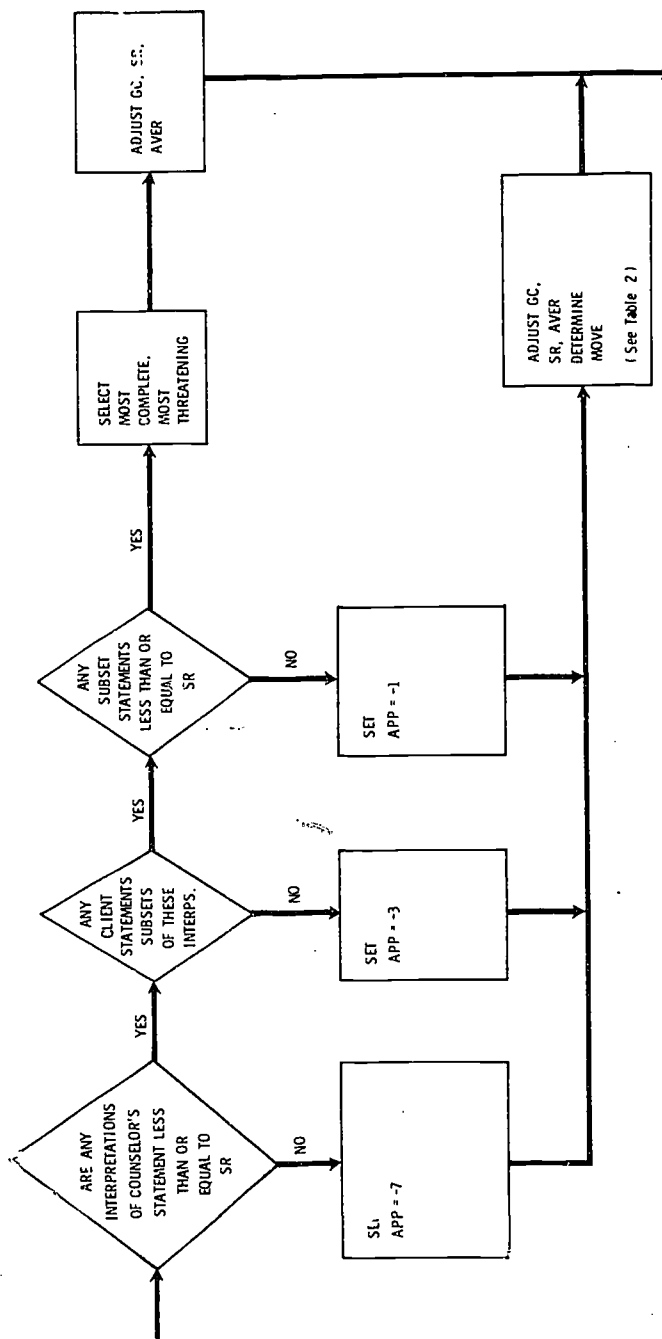 ARE ANY
INTERPRETATIONS
OF COUNSELOR'S
STATEMENT LESS
THAN OR
EQUAL TO
SR
YES
NO
APP = -7
ANY
CLIENT
STATEMENTS
SUBSETS
OF THESE
INTERPS.
YES
NO
SET
APP = -3
ANY
SUBSET
STATEMENTS
LESS THAN OR
EQUAL TO
SR
YES
NO
SET
APP = -1
SELECT
MOST
COMPLETE,
MOST
THREATENING
ADJUST GC, SR,
AVER
ADJUST GC,
SR, AVER
DETERMINE
MOVE
(See Table 2)